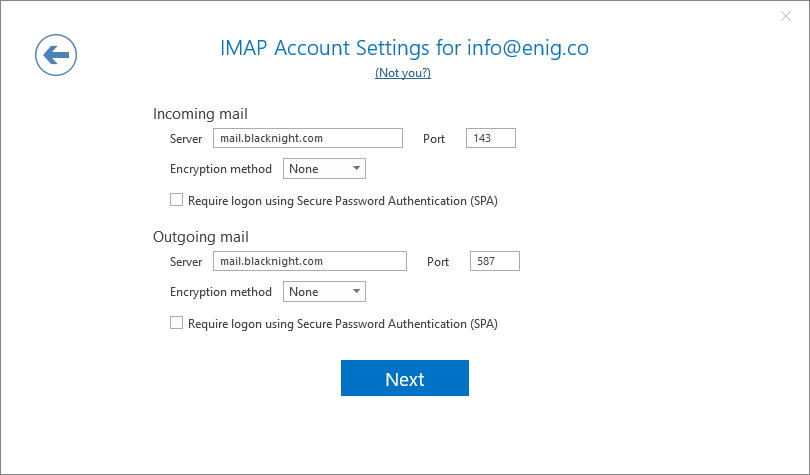 IMAP Account Settings for info@enig.co
(Not you?)
Incoming mail
Server mail.blacknight.com Port 143
Encryption method None
Require logon using Secure Password Authentication (SPA)
Outgoing mail
Server mail.blacknight.com Port 587
Encryption method None
Require logon using Secure Password Authentication (SPA)
Next